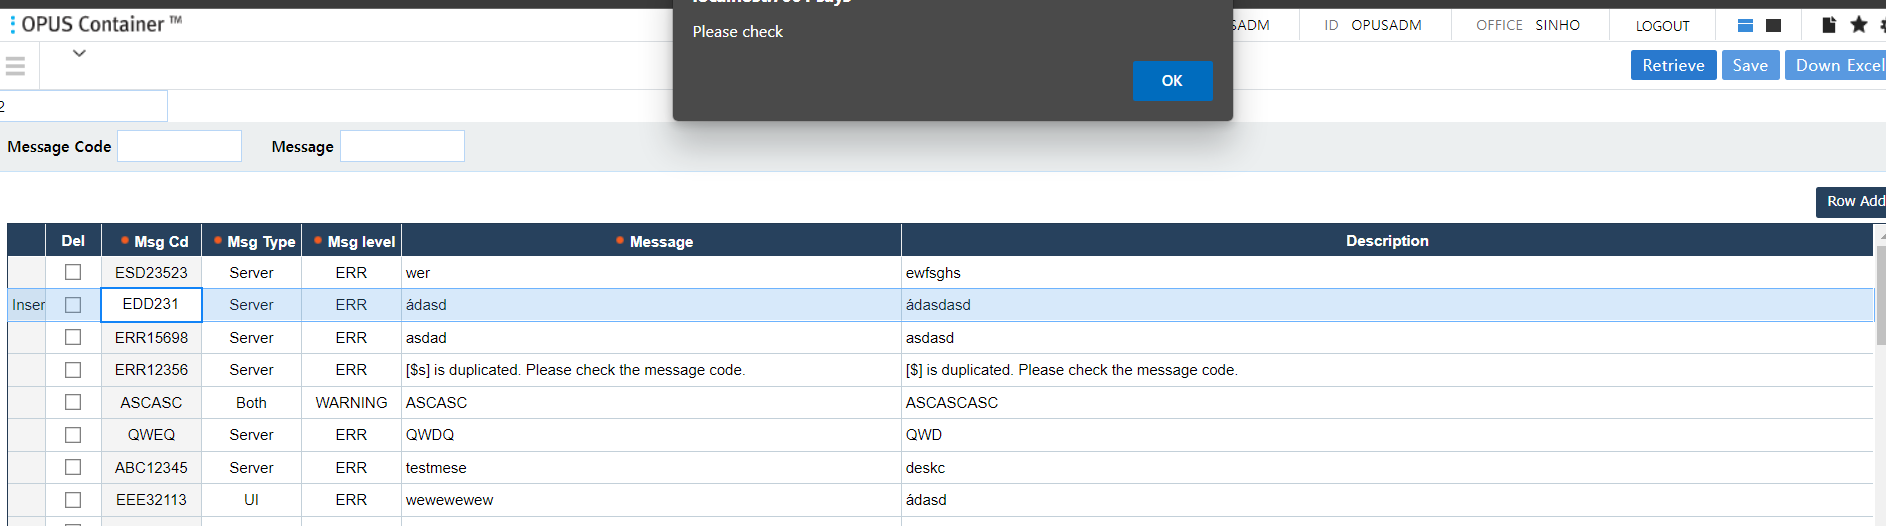 OPUS Container ™
Please check
OK
SADM
ID OPUSADM
OFFICE SINHO
LOGOUT
Retrieve
Save
Down Excel
2
Message Code
Message
Row Add
Del Msg Cd Msg Type Msg level Message Description
ESD23523 Server ERR wer ewfsghs
Inser EDD231 Server ERR ádasd ádasdasd
ERR15698 Server ERR asdad asdasd
ERR12356 Server ERR [$s] is duplicated. Please check the message code. [$] is duplicated. Please check the message code.
ASCASC Both WARNING ASCASC ASCASCASC
QWEQ Server ERR QWDQ QWD
ABC12345 Server ERR testmese deskc
EEE32113 UI ERR wewewewew ádasd